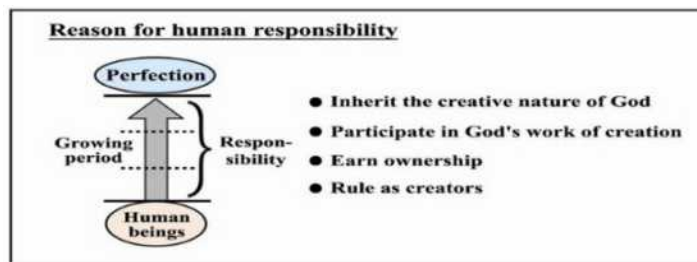 Reason for human responsibility
Perfection
Growing period
Respon-
sibility
Human
beings
● Inherit the creative nature of God
● Participate in God's work of creation
● Earn ownership
● Rule as creators